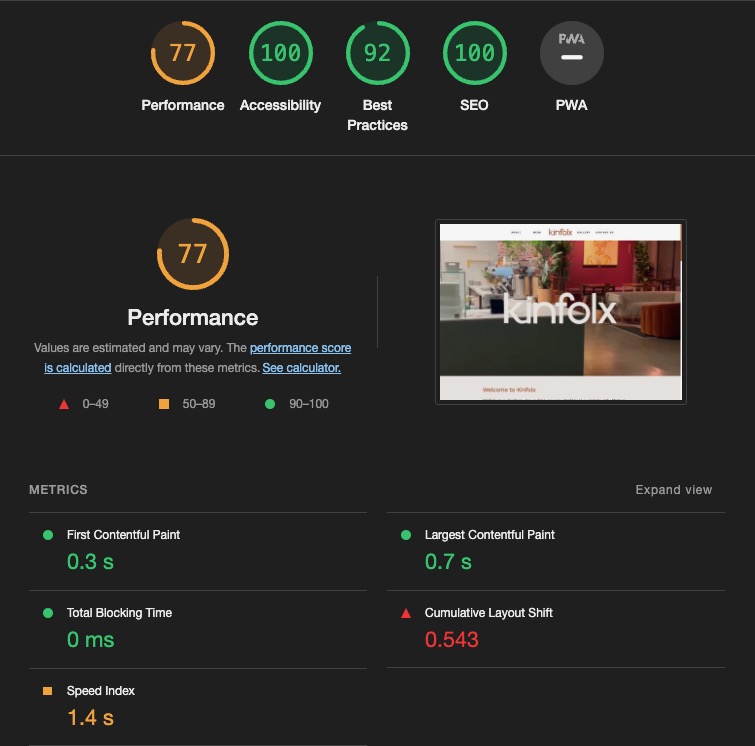 77
100
92
100
PWA
Performance
Accessibility
Best
Practices
SEO
PWA
77
Performance
Values are estimated and may vary. The performance score
is calculated directly from these metrics. See calculator.
0–49
50–89
90–100
ABOUT
MENU
kinfolx
GALLERY
CONTACT US
kinfolx
Welcome to Kinfolx
METRICS
Expand view
First Contentful Paint
0.3 s
Largest Contentful Paint
0.7 s
Total Blocking Time
0 ms
Cumulative Layout Shift
0.543
Speed Index
1.4 s